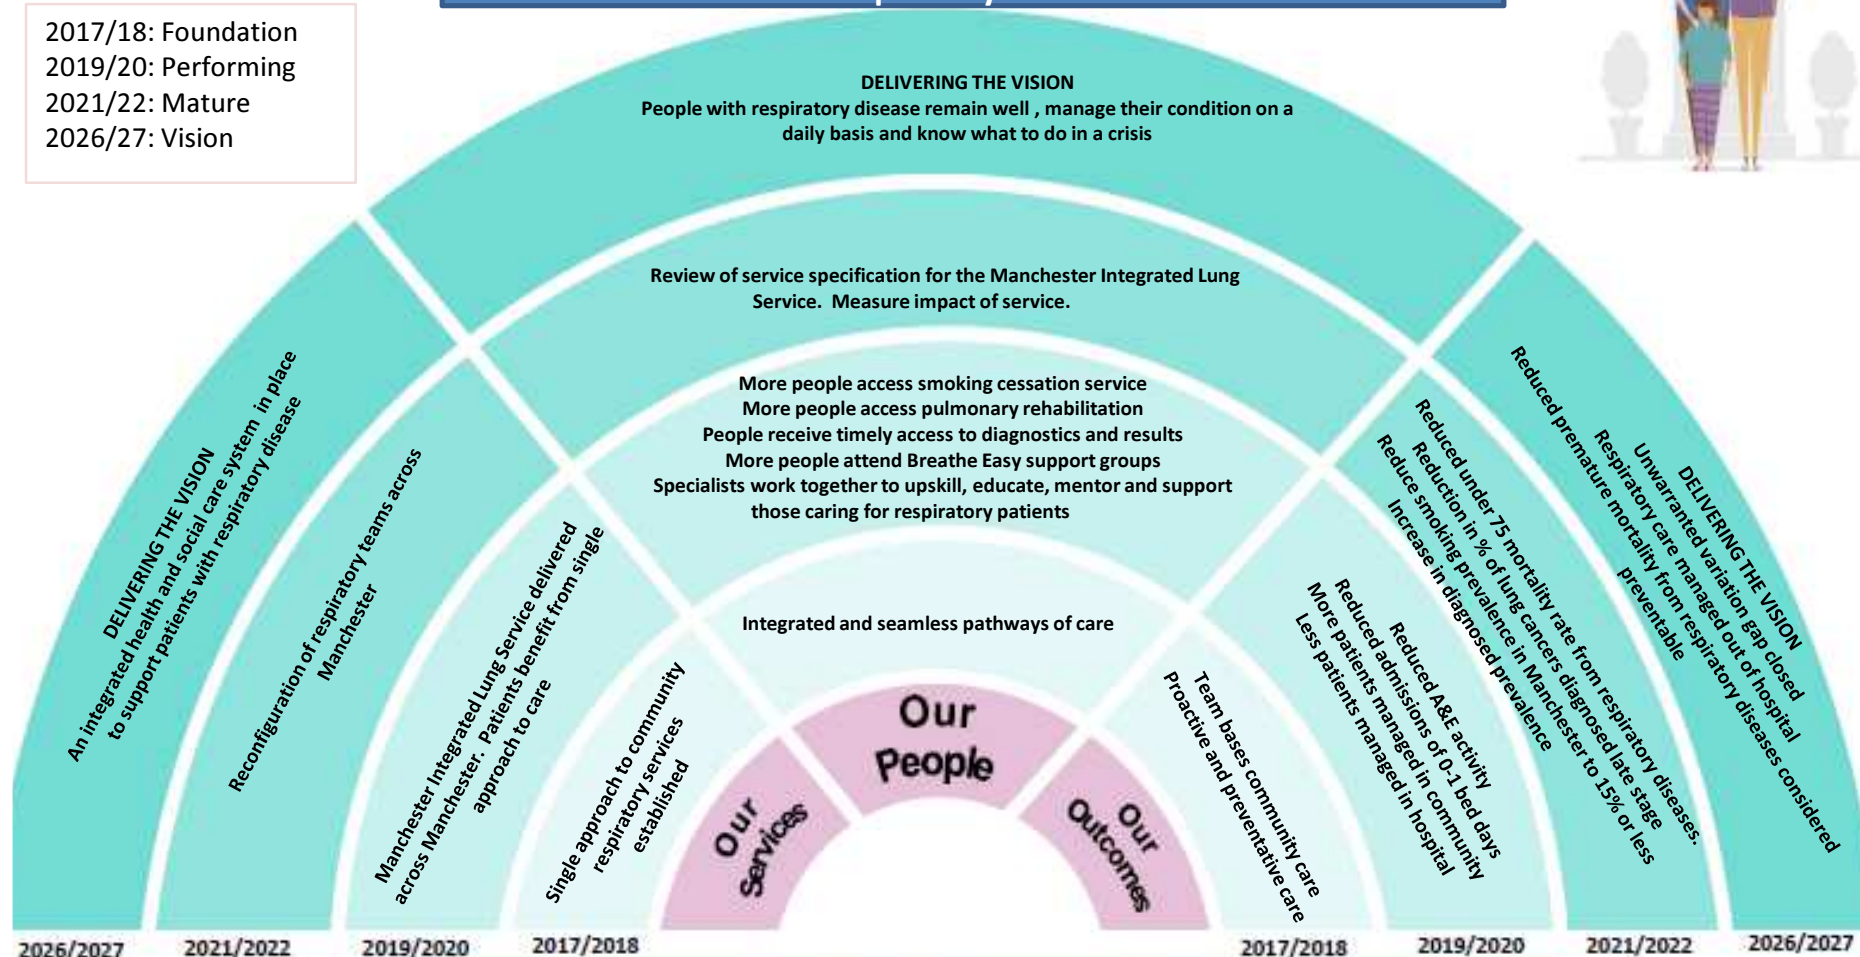 2017/18: Foundation
2019/20: Performing
2021/22: Mature
2026/27: Vision
DELIVERING THE VISION
People with respiratory disease remain well , manage their condition on a
daily basis and know what to do in a crisis
Review of service specification for the Manchester Integrated Lung
Service.  Measure impact of service.
More people access smoking cessation service
More people access pulmonary rehabilitation
People receive timely access to diagnostics and results
More people attend Breathe Easy support groups
Specialists work together to upskill, educate, mentor and support
those caring for respiratory patients
Integrated and seamless pathways of care
Our
People
DELIVERING THE VISION
An integrated health and social care system in place
to support patients with respiratory disease
Reconfiguration of respiratory teams across
Manchester
Manchester Integrated Lung Service delivered
across Manchester.  Patients benefit from single
approach to care
Single approach to community
respiratory services
established
Our
Services
Our
Outcomes
Team bases community care
Proactive and preventative care
Reduced A&E activity
Reduced admissions of 0-1 bed days
More patients managed in community
Less patients managed in hospital
Reduced under 75 mortality rate from respiratory diseases.
Reduction in % of lung cancers diagnosed late stage
Reduce smoking prevalence in Manchester to 15% or less
Increase in diagnosed prevalence
DELIVERING THE VISION
Unwarranted variation gap closed
Respiratory care managed out of hospital
Reduced premature mortality from respiratory diseases considered
preventable
2026/2027
2021/2022
2019/2020
2017/2018
2017/2018
2019/2020
2021/2022
2026/2027